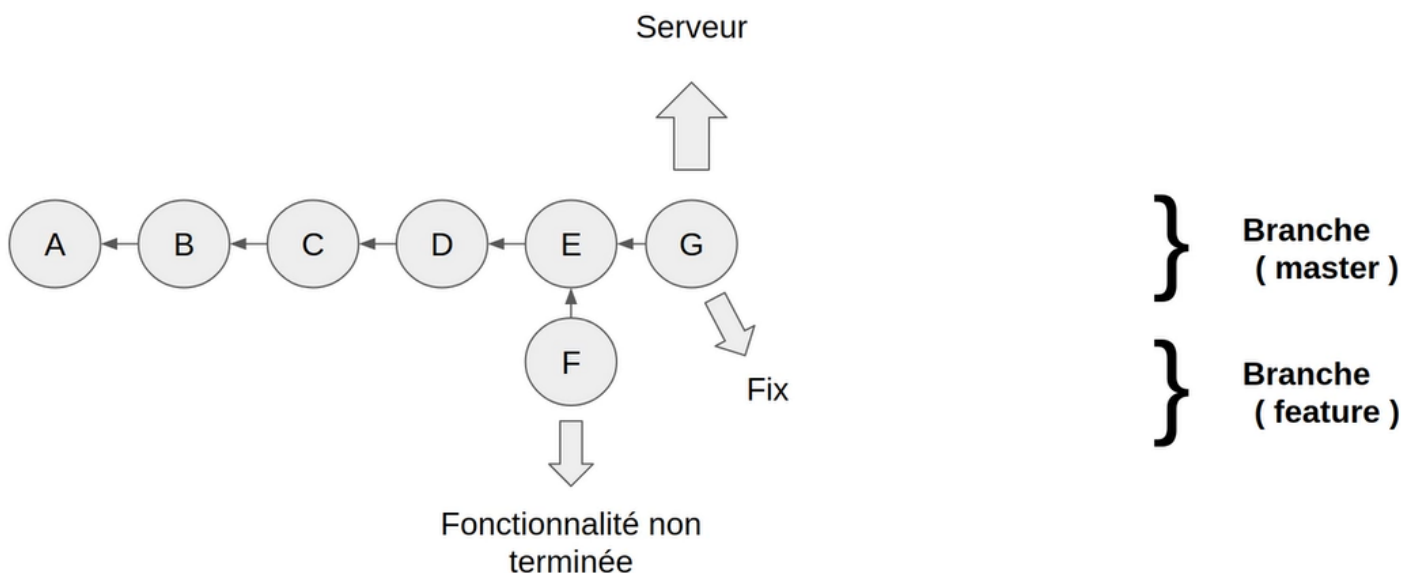 Serveur
A
B
C
D
E
G
Branche
( master )
F
Fix
Branche
( feature )
Fonctionnalité non
terminée